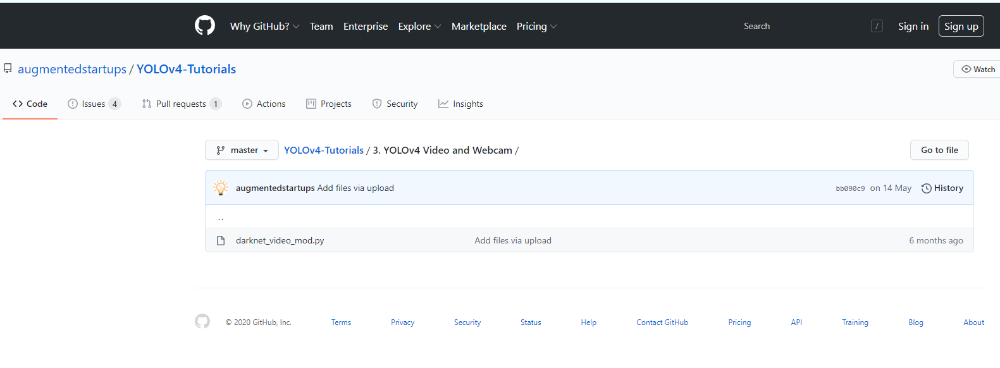 Why GitHub? Team Enterprise Explore Marketplace Pricing Search / Sign in Sign up
augmentedstartups / YOLOv4-Tutorials Watch
Code Issues 4 Pull requests 1 Actions Projects Security Insights
master YOLOv4-Tutorials / 3. YOLOv4 Video and Webcam / Go to file
augmentedstartups Add files via upload bb090c9 on 14 May History
..
darknet_video_mod.py Add files via upload 6 months ago
© 2020 GitHub, Inc. Terms Privacy Security Status Help Contact GitHub Pricing API Training Blog About